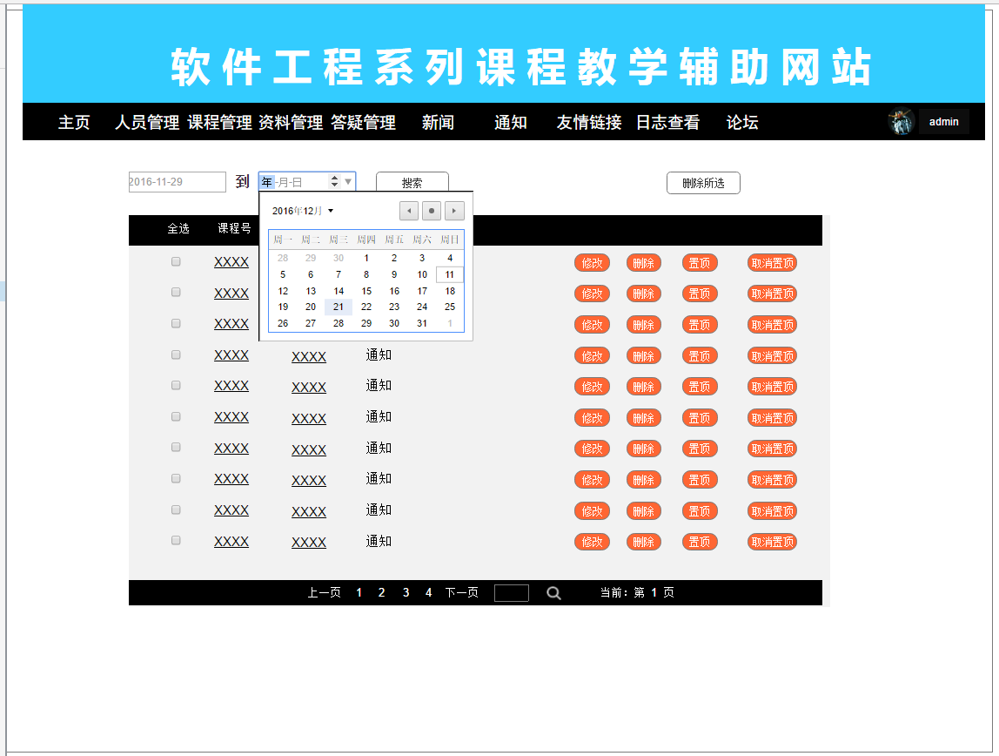 软件工程系列课程教学辅助网站
主页 人员管理 课程管理 资料管理 答疑管理 新闻 通知 友情链接 日志查看 论坛 admin
2016-11-29 到 年-月-日 搜索 删除所选
2016年12月
全选 课程号
周一 周二 周三 周四 周五 周六 周日
28 29 30 1 2 3 4
5 6 7 8 9 10 11
12 13 14 15 16 17 18
19 20 21 22 23 24 25
26 27 28 29 30 31 1
XXXX 修改 删除 置顶 取消置顶
XXXX 修改 删除 置顶 取消置顶
XXXX 修改 删除 置顶 取消置顶
XXXX XXXX 通知 修改 删除 置顶 取消置顶
XXXX XXXX 通知 修改 删除 置顶 取消置顶
XXXX XXXX 通知 修改 删除 置顶 取消置顶
XXXX XXXX 通知 修改 删除 置顶 取消置顶
XXXX XXXX 通知 修改 删除 置顶 取消置顶
XXXX XXXX 通知 修改 删除 置顶 取消置顶
XXXX XXXX 通知 修改 删除 置顶 取消置顶
上一页 1 2 3 4 下一页 当前：第 1 页